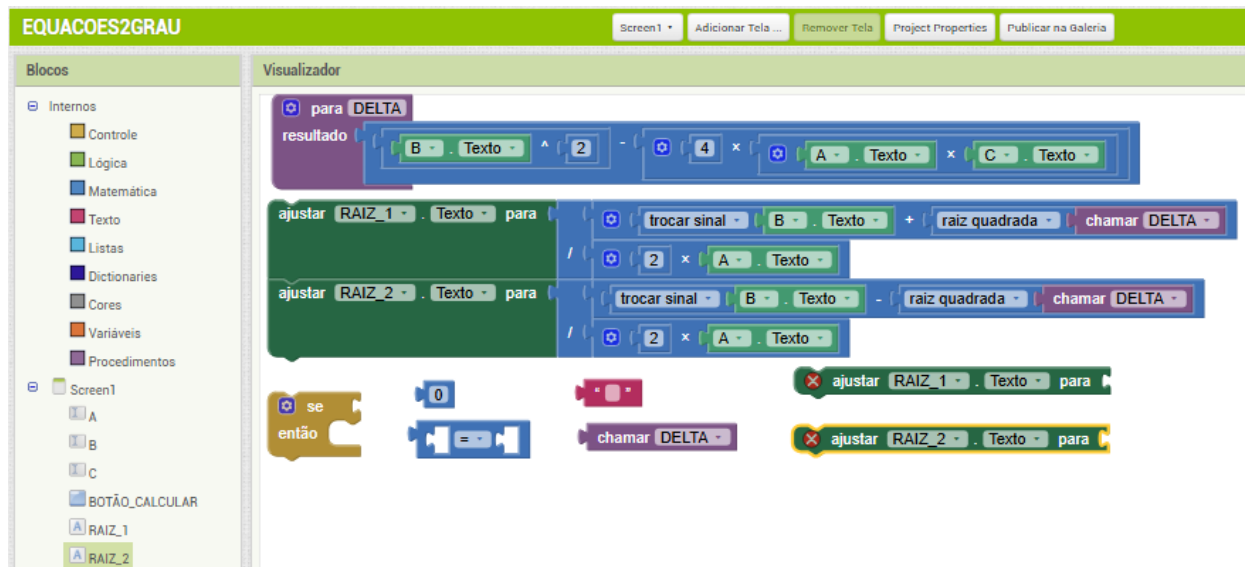 EQUACOES2GRAU
Screen1 Adicionar Tela ... Remover Tela Project Properties Publicar na Galeria
Blocos
Visualizador
Internos
Controle
Lógica
Matemática
Texto
Listas
Dictionaries
Cores
Variáveis
Procedimentos
Screen1
A
B
C
BOTÃO_CALCULAR
RAIZ_1
RAIZ_2
para DELTA
resultado B . Texto ^ 2 - 4 × A . Texto × C . Texto
ajustar RAIZ_1 . Texto para trocar sinal B . Texto + raiz quadrada chamar DELTA
/ 2 × A . Texto
ajustar RAIZ_2 . Texto para trocar sinal B . Texto - raiz quadrada chamar DELTA
/ 2 × A . Texto
se
então
0
=
“ ”
chamar DELTA
ajustar RAIZ_1 . Texto para
ajustar RAIZ_2 . Texto para